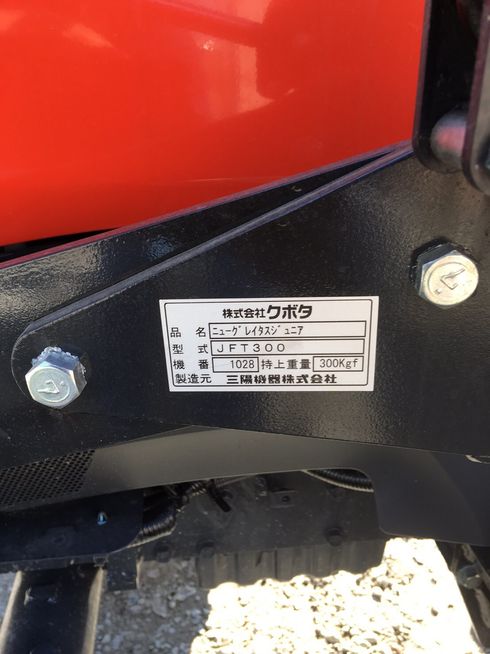 株式会社クボタ
品名 ニューグレイタスジュニア
型式 JFT300
機番 1028 持上重量 300Kgf
製造元 三陽機器株式会社
7
7